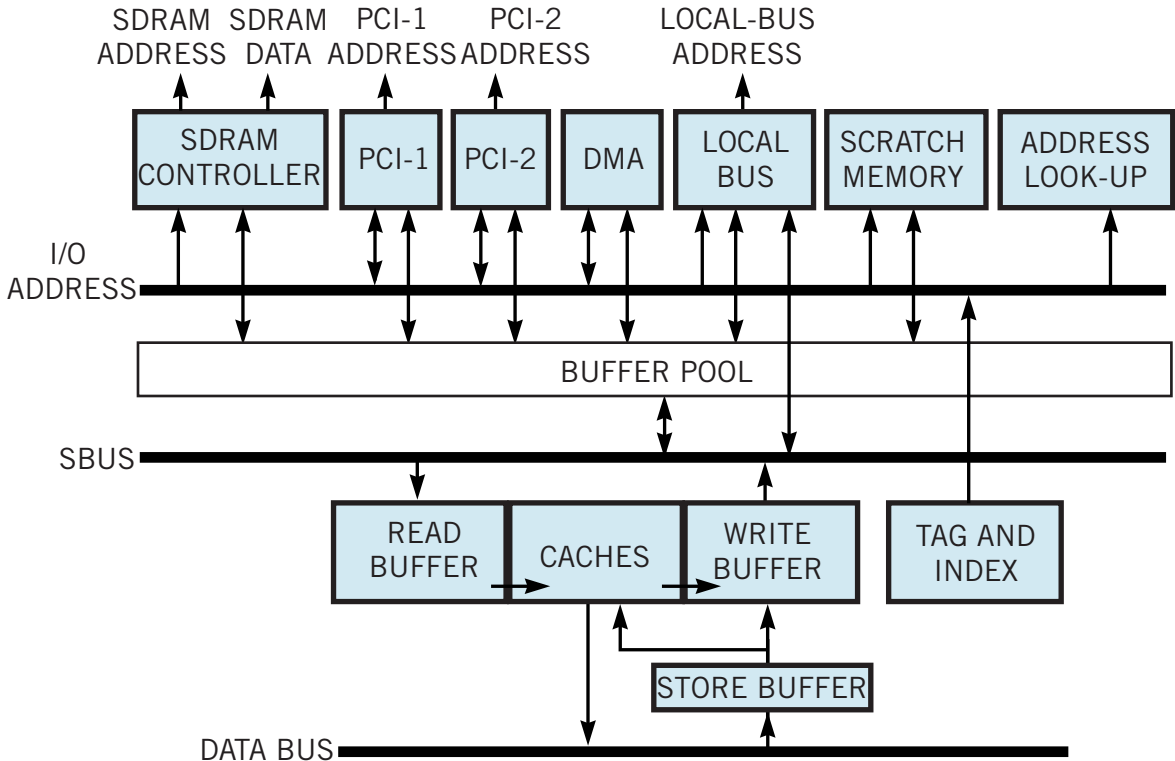 SDRAM ADDRESS
SDRAM DATA
PCI-1 ADDRESS
PCI-2 ADDRESS
LOCAL-BUS ADDRESS
SDRAM
CONTROLLER
PCI-1
PCI-2
DMA
LOCAL
BUS
SCRATCH
MEMORY
ADDRESS
LOOK-UP
I/O
ADDRESS
BUFFER POOL
SBUS
READ
BUFFER
CACHES
WRITE
BUFFER
TAG AND
INDEX
STORE BUFFER
DATA BUS